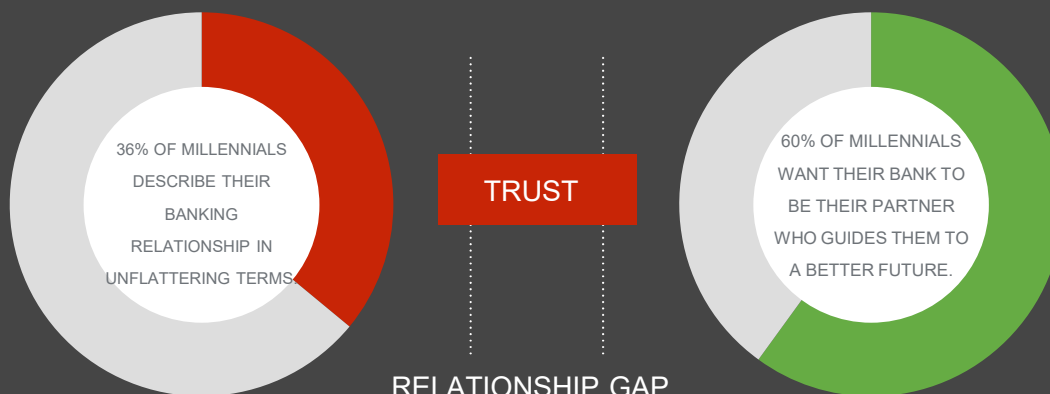 36% OF MILLENNIALS
DESCRIBE THEIR
BANKING
RELATIONSHIP IN
UNFLATTERING TERMS.
TRUST
60% OF MILLENNIALS
WANT THEIR BANK TO
BE THEIR PARTNER
WHO GUIDES THEM TO
A BETTER FUTURE.
RELATIONSHIP GAP